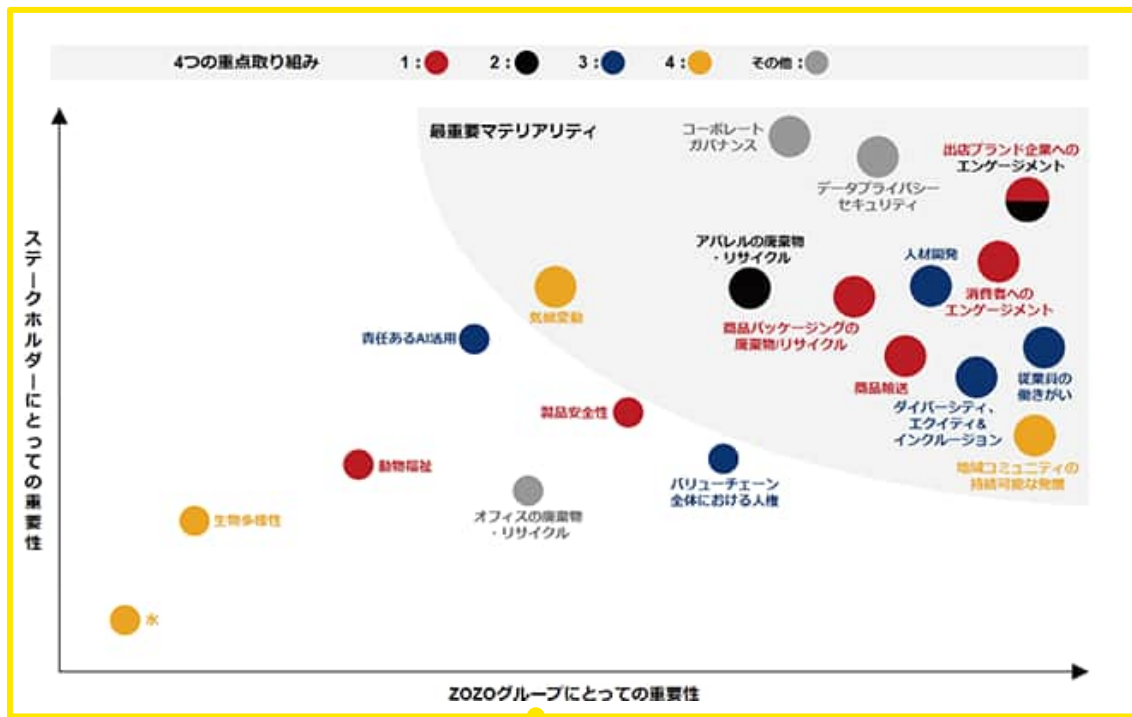 4つの重点取り組み 1： 2： 3： 4： その他：
最重要マテリアリティ
コーポレート
ガバナンス
データプライバシー
セキュリティ
出店ブランド企業への
エンゲージメント
アパレルの廃棄物
・リサイクル
人材開発
消費者への
エンゲージメント
気候変動
商品パッケージングの
廃棄物/リサイクル
責任あるAI活用
商品輸送
従業員の
働きがい
ダイバーシティ、
エクイティ&
インクルージョン
製品安全性
地域コミュニティの
持続可能な発展
動物福祉
バリューチェーン
全体における人権
オフィスの廃棄物
・リサイクル
生物多様性
水
ステークホルダーにとっての重要性
ZOZOグループにとっての重要性